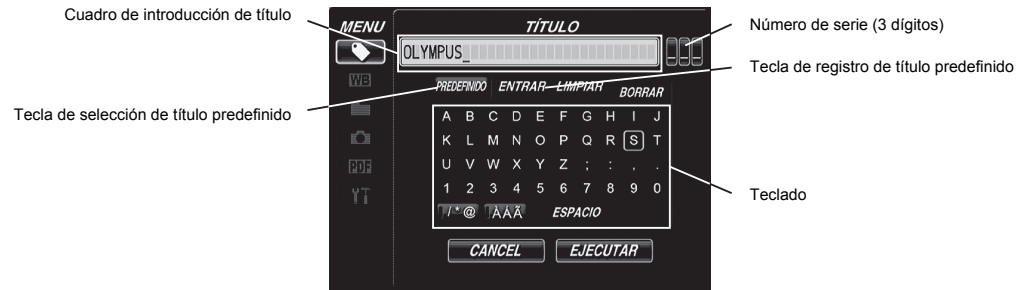 Cuadro de introducción de título
Número de serie (3 dígitos)
Tecla de registro de título predefinido
Tecla de selección de título predefinido
Teclado
MENU
TÍTULO
OLYMPUS_
_ _ _
WB
PDF
PREDEFINIDO ENTRAR LIMPIAR BORRAR
A B C D E F G H I J
K L M N O P Q R S T
U V W X Y Z ; : , .
1 2 3 4 5 6 7 8 9 0
/*@ ÀÁÃ ESPACIO
CANCEL EJECUTAR